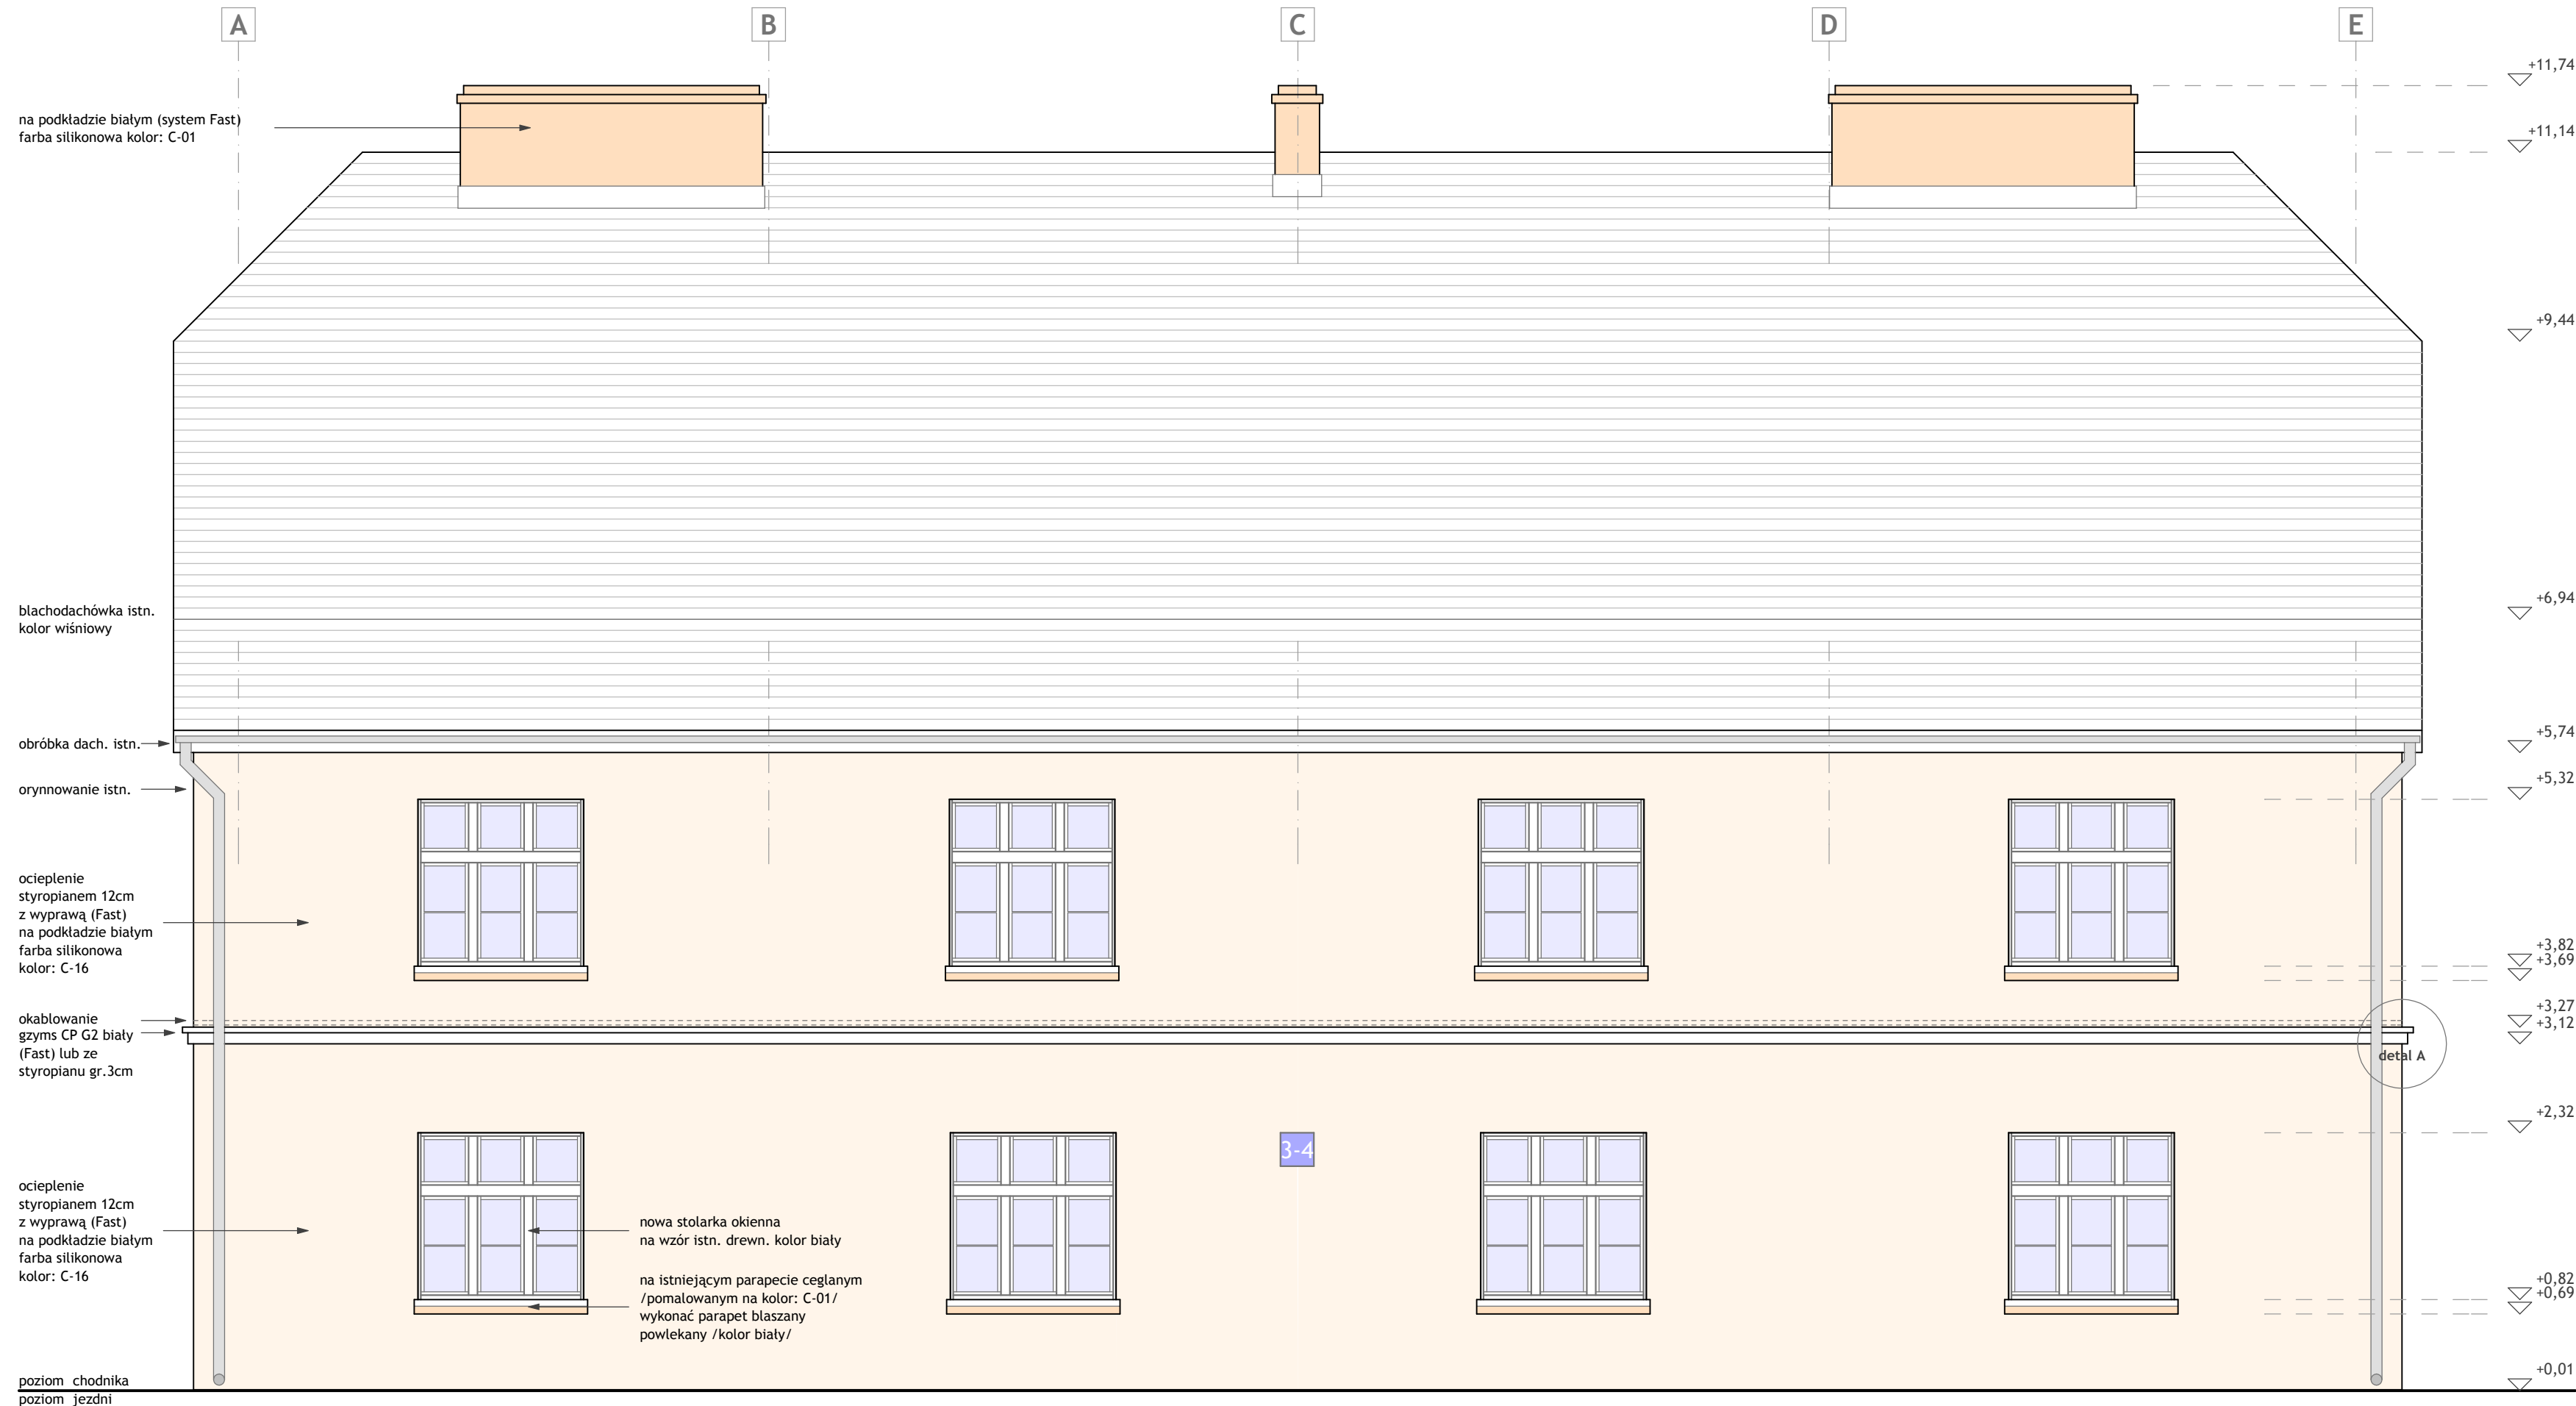 A
B
C
D
E
+11,74
na podkładzie białym (system Fast)
farba silikonowa kolor: C-01
+11,14
+9,44
blachodachówka istn.
kolor wiśniowy
+6,94
obróbka dach. istn.
+5,74
orynnowanie istn.
+5,32
ocieplenie
styropianem 12cm
z wyprawą (Fast)
na podkładzie białym
farba silikonowa
kolor: C-16
+3,82
+3,69
okablowanie
gzyms CP G2 biały
(Fast) lub ze
styropianu gr.3cm
+3,27
+3,12
detal A
+2,32
3-4
ocieplenie
styropianem 12cm
z wyprawą (Fast)
na podkładzie białym
farba silikonowa
kolor: C-16
nowa stolarka okienna
na wzór istn. drewn. kolor biały
na istniejącym parapecie ceglanym
/pomalowanym na kolor: C-01/
wykonać parapet blaszany
powlekany /kolor biały/
+0,82
+0,69
poziom chodnika
poziom jezdni
+0,01